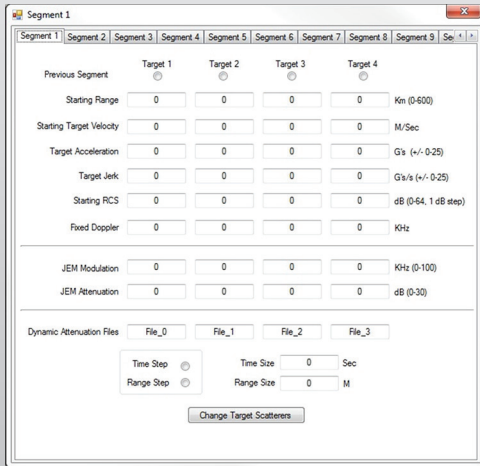 Segment 1
Segment 1 Segment 2 Segment 3 Segment 4 Segment 5 Segment 6 Segment 7 Segment 8 Segment 9
Target 1 Target 2 Target 3 Target 4
Previous Segment
Starting Range 0 0 0 0 Km (0-600)
Starting Target Velocity 0 0 0 0 M/Sec
Target Acceleration 0 0 0 0 G's (+/- 0-25)
Target Jerk 0 0 0 0 G's/s (+/- 0-25)
Starting RCS 0 0 0 0 dB (0-64, 1 dB step)
Fixed Doppler 0 0 0 0 KHz
JEM Modulation 0 0 0 0 KHz (0-100)
JEM Attenuation 0 0 0 0 dB (0-30)
Dynamic Attenuation Files File_0 File_1 File_2 File_3
Time Step Time Size 0 Sec
Range Step Range Size 0 M
Change Target Scatterers